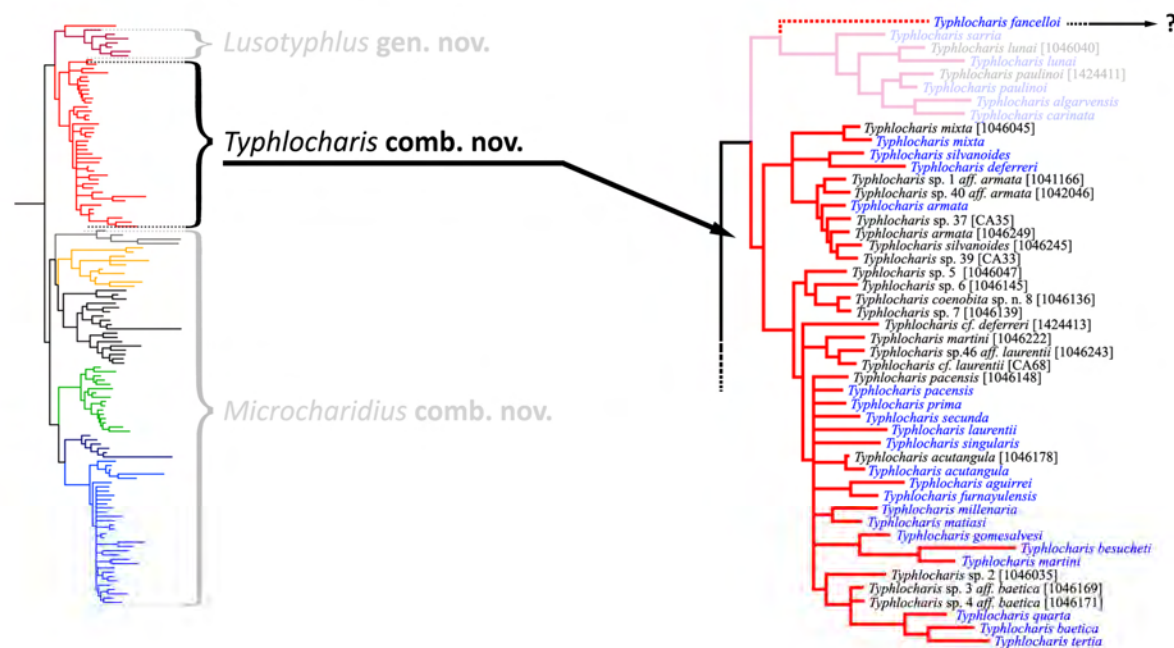 Lusotyphlus gen. nov.
Typhlocharis comb. nov.
Microcharidius comb. nov.
Typhlocharis fancelloi
?
Typhlocharis sarria
Typhlocharis lunai [1046040]
Typhlocharis lunai
Typhlocharis paulinoi [1424411]
Typhlocharis paulinoi
Typhlocharis algarvensis
Typhlocharis carinata
Typhlocharis mixta [1046045]
Typhlocharis mixta
Typhlocharis silvanoides
Typhlocharis deferreri
Typhlocharis sp. 1 aff. armata [1041166]
Typhlocharis sp. 40 aff. armata [1042046]
Typhlocharis armata
Typhlocharis sp. 37 [CA35]
Typhlocharis armata [1046249]
Typhlocharis silvanoides [1046245]
Typhlocharis sp. 39 [CA33]
Typhlocharis sp. 5 [1046047]
Typhlocharis sp. 6 [1046145]
Typhlocharis coenobita sp. n. 8 [1046136]
Typhlocharis sp. 7 [1046139]
Typhlocharis cf. deferreri [1424413]
Typhlocharis martini [1046222]
Typhlocharis sp.46 aff. laurentii [1046243]
Typhlocharis cf. laurentii [CA68]
Typhlocharis pacensis [1046148]
Typhlocharis pacensis
Typhlocharis prima
Typhlocharis secunda
Typhlocharis laurentii
Typhlocharis singularis
Typhlocharis acutangula [1046178]
Typhlocharis acutangula
Typhlocharis aguirrei
Typhlocharis furnayulensis
Typhlocharis millenaria
Typhlocharis matiasi
Typhlocharis gomesalvesi
Typhlocharis besucheti
Typhlocharis martini
Typhlocharis sp. 2 [1046035]
Typhlocharis sp. 3 aff. baetica [1046169]
Typhlocharis sp. 4 aff. baetica [1046171]
Typhlocharis quarta
Typhlocharis baetica
Typhlocharis tertia